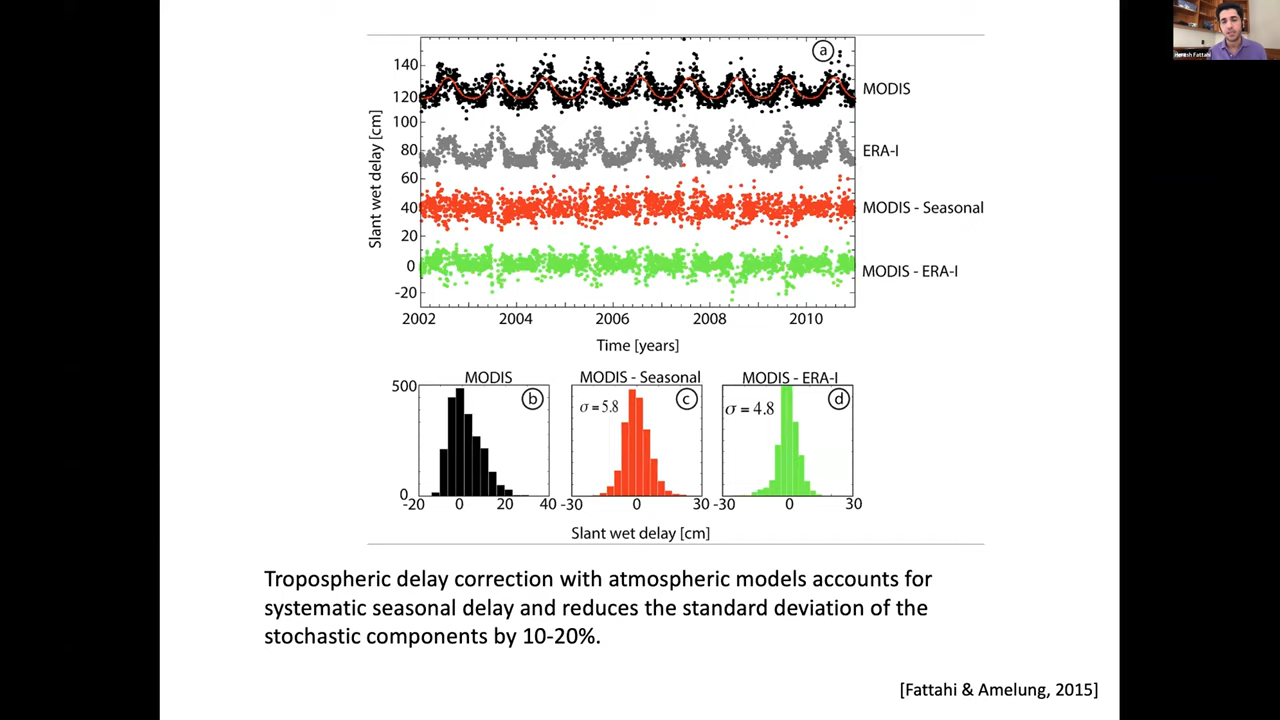 Heresh Fattahi
a
140
120
100
80
60
40
20
0
-20
Slant wet delay [cm]
MODIS
ERA-I
MODIS - Seasonal
MODIS - ERA-I
2002 2004 2006 2008 2010
Time [years]
MODIS MODIS - Seasonal MODIS - ERA-I
500 b σ = 5.8 c σ = 4.8 d
0
-20 0 20 40 -30 0 30 -30 0 30
Slant wet delay [cm]
Tropospheric delay correction with atmospheric models accounts for
systematic seasonal delay and reduces the standard deviation of the
stochastic components by 10-20%.
[Fattahi & Amelung, 2015]